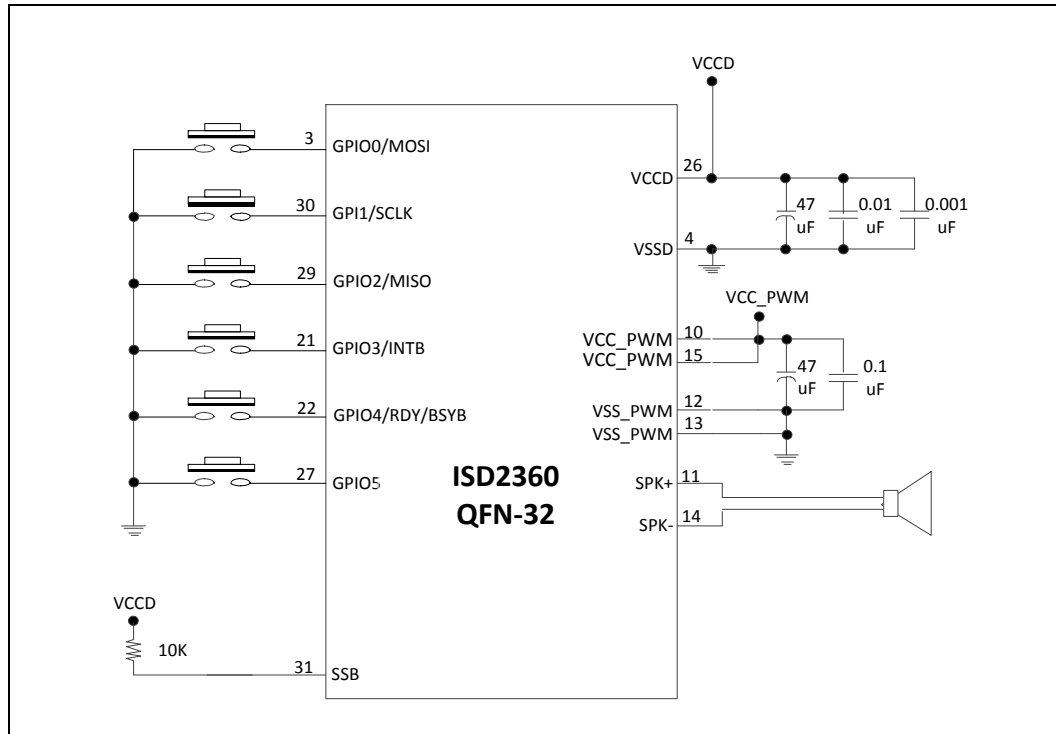 VCCD
3 GPIO0/MOSI
30 GPI1/SCLK
29 GPIO2/MISO
21 GPIO3/INTB
22 GPIO4/RDY/BSYB
27 GPIO5
VCCD
10K
31 SSB
ISD2360
QFN-32
VCCD 26
VSSD 4
47
uF
0.01
uF
0.001
uF
VCC_PWM
VCC_PWM 10
VCC_PWM 15
VSS_PWM 12
VSS_PWM 13
47
uF
0.1
uF
SPK+ 11
SPK- 14